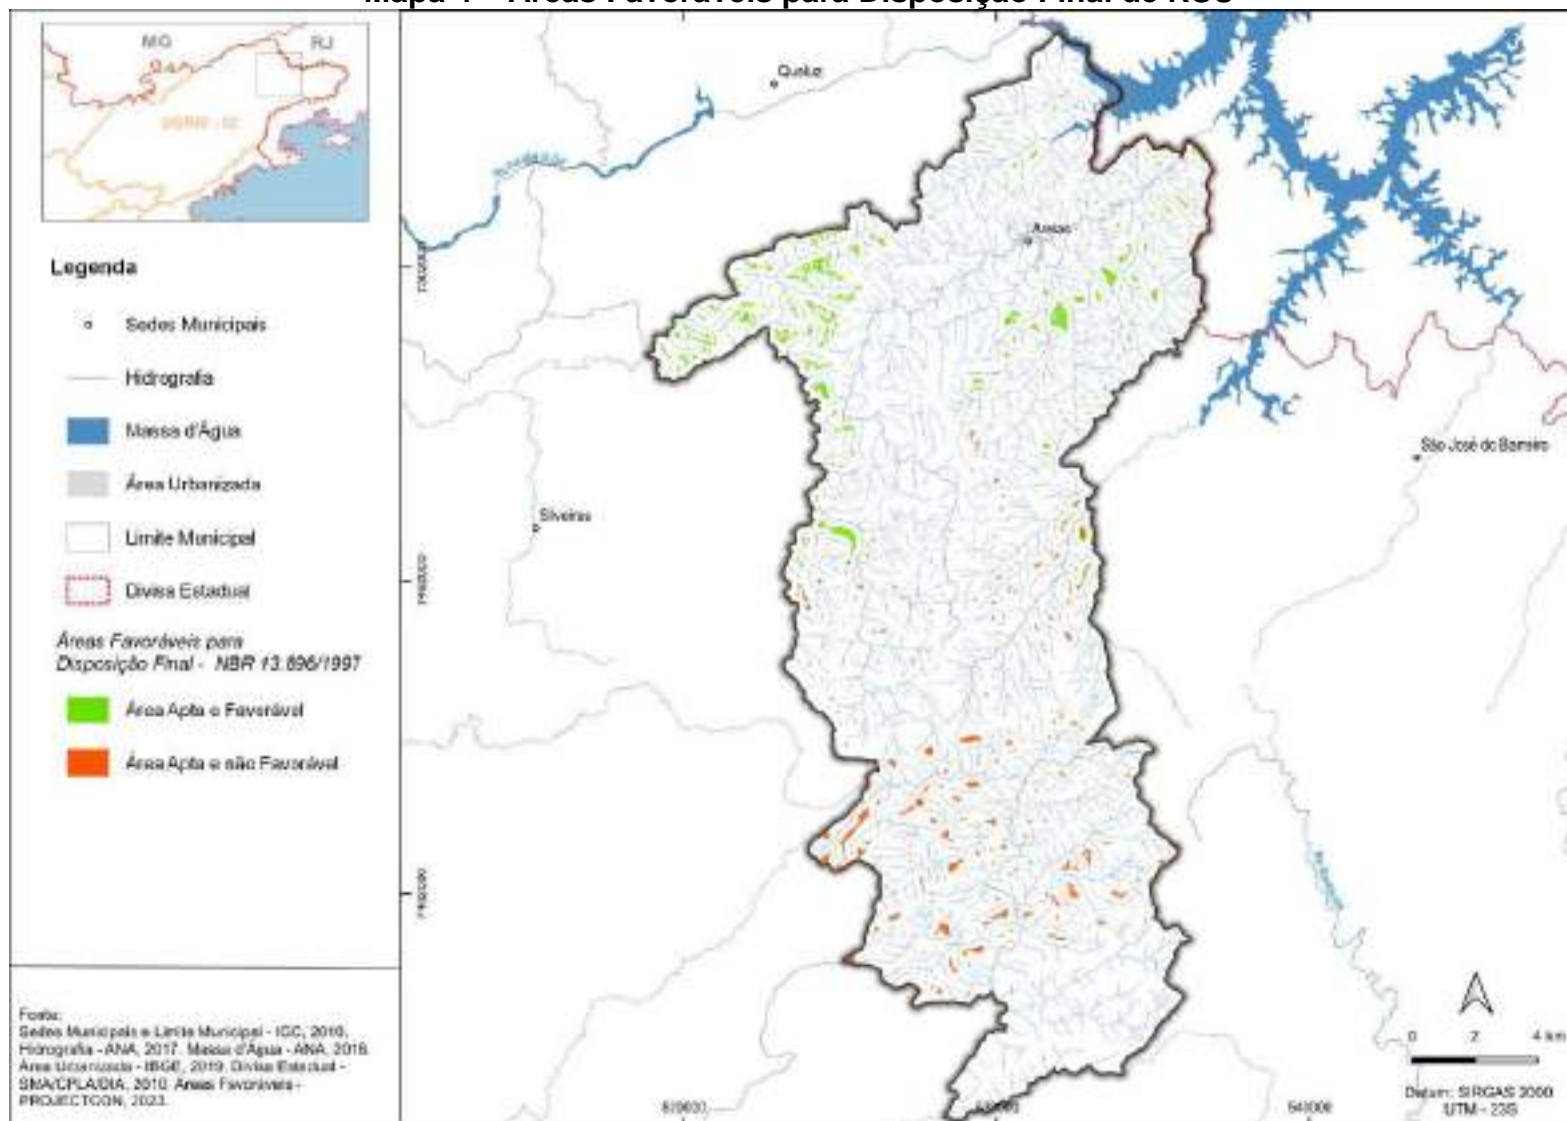 MG
RJ
Legenda
Sedes Municipais
Hidrografia
Massa d'Água
Área Urbanizada
Limite Municipal
Divisa Estadual
Áreas Favoráveis para
Disposição Final - NBR 13.896/1997
Área Apta e Favorável
Área Apta e não Favorável
Fonte:
Sedes Municipais e Limite Municipal - IGC, 2010,
Hidrografia - ANA, 2017. Massa d'Água - ANA, 2016.
Área Urbanizada - IBGE, 2019. Divisa Estadual -
SMA/CPLA/DIA, 2010. Áreas Favoráveis -
PROJECTCON, 2023.
Queluz
Areias
Silveiras
São José do Barreiro
540000
0 2 4 km
Datum: SIRGAS 2000
UTM - 23S